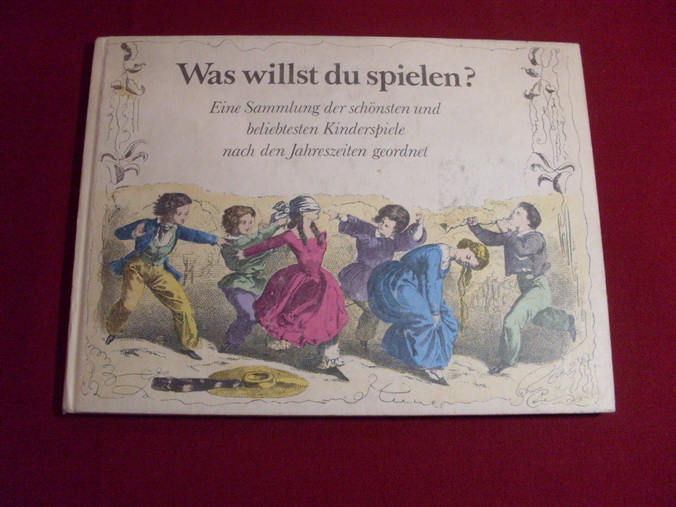 Was willst du spielen?
Eine Sammlung der schönsten und
beliebtesten Kinderspiele
nach den Jahreszeiten geordnet